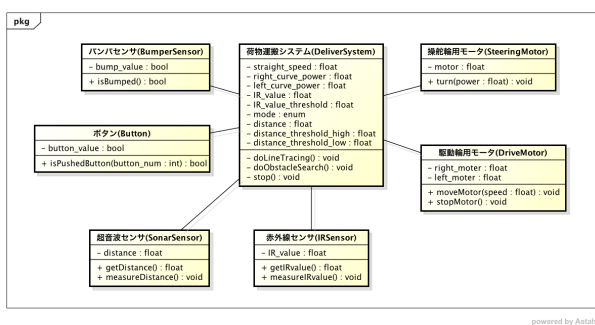 pkg
バンパセンサ(BumperSensor)
- bump_value : bool
+ isBumped() : bool
ボタン(Button)
- button_value : bool
+ isPushedButton(button_num : int) : bool
荷物運搬システム(DeliverSystem)
- straight_speed : float
- right_curve_power : float
- left_curve_power : float
- IR_value : float
- IR_value_threshold : float
- mode : enum
- distance : float
- distance_threshold_high : float
- distance_threshold_low : float
- doLineTracing() : void
- doObstacleSearch() : void
- stop() : void
操舵輪用モータ(SteeringMotor)
- motor : float
+ turn(power : float) : void
駆動輪用モータ(DriveMotor)
- right_moter : float
- left_moter : float
+ moveMotor(speed : float) : void
+ stopMotor() : void
超音波センサ(SonarSensor)
- distance : float
+ getDistance() : float
+ measureDistance() : void
赤外線センサ(IRSensor)
- IR_value : float
+ getIRvalue() : float
+ measureIRvalue() : void
powered by Astah